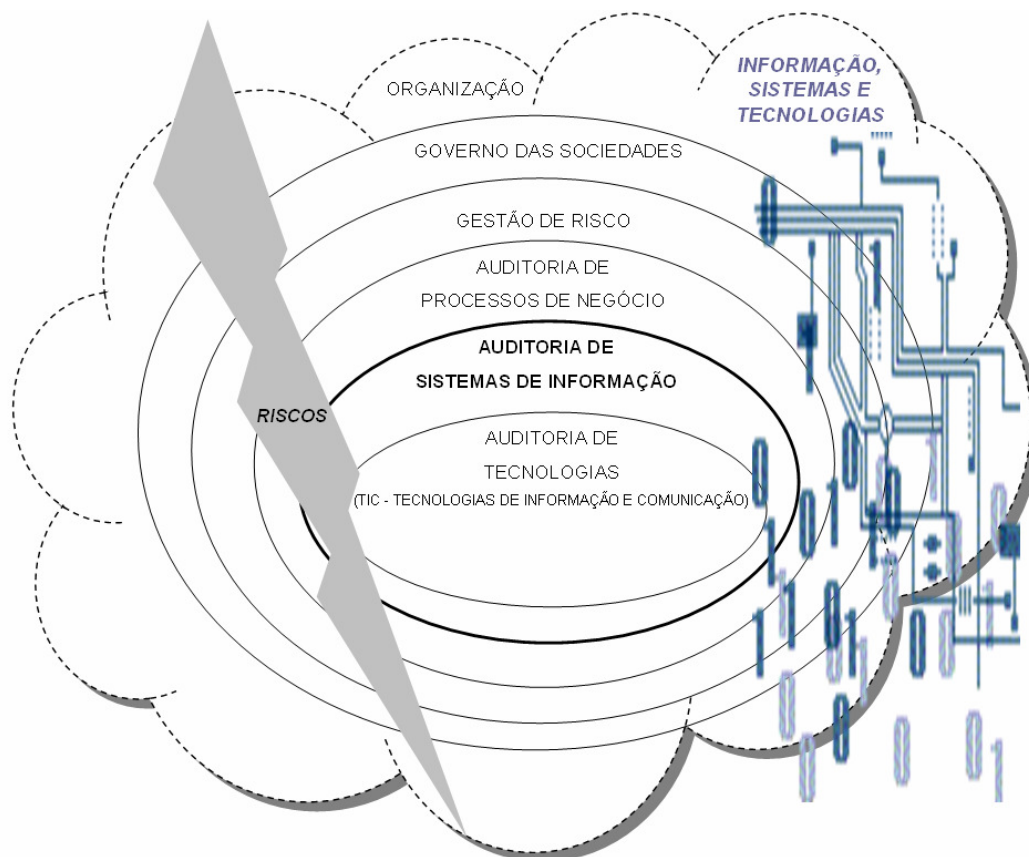 ORGANIZAÇÃO
INFORMAÇÃO,
SISTEMAS E
TECNOLOGIAS
GOVERNO DAS SOCIEDADES
GESTÃO DE RISCO
AUDITORIA DE
PROCESSOS DE NEGÓCIO
AUDITORIA DE
SISTEMAS DE INFORMAÇÃO
RISCOS
AUDITORIA DE
TECNOLOGIAS
(TIC - TECNOLOGIAS DE INFORMAÇÃO E COMUNICAÇÃO)